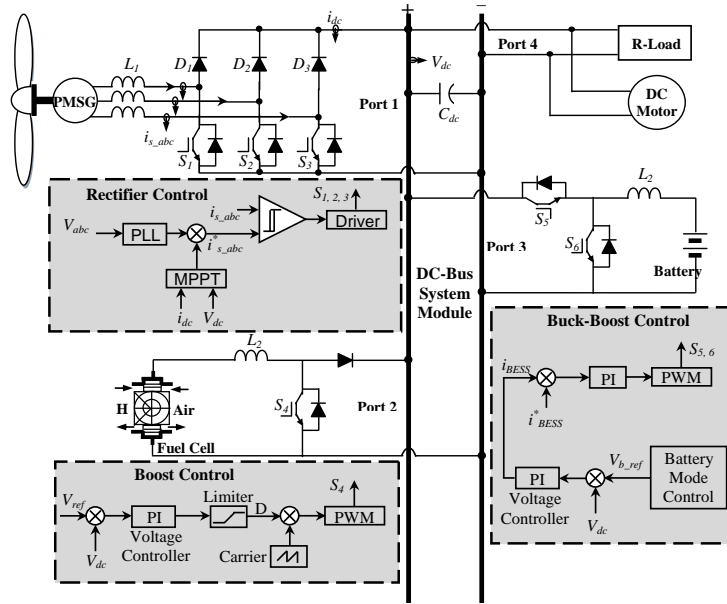 +
−
i_dc
L_1
D_1
D_2
D_3
V_dc
Port 4
R-Load
PMSG
Port 1
C_dc
DC
Motor
i_s_abc
S_1
S_2
S_3
Rectifier Control
S_1, 2, 3
i_s_abc
V_abc
PLL
i*_s_abc
Driver
MPPT
i_dc
V_dc
L_2
S_5
S_6
Port 3
Battery
DC-Bus
System
Module
Buck-Boost Control
S_5, 6
i_BESS
PI
PWM
i*_BESS
V_b_ref
Battery
Mode
Control
PI
Voltage
Controller
V_dc
L_2
H
Air
S_4
Port 2
Fuel Cell
Boost Control
S_4
V_ref
Limiter
PI
D
PWM
V_dc
Voltage
Controller
Carrier